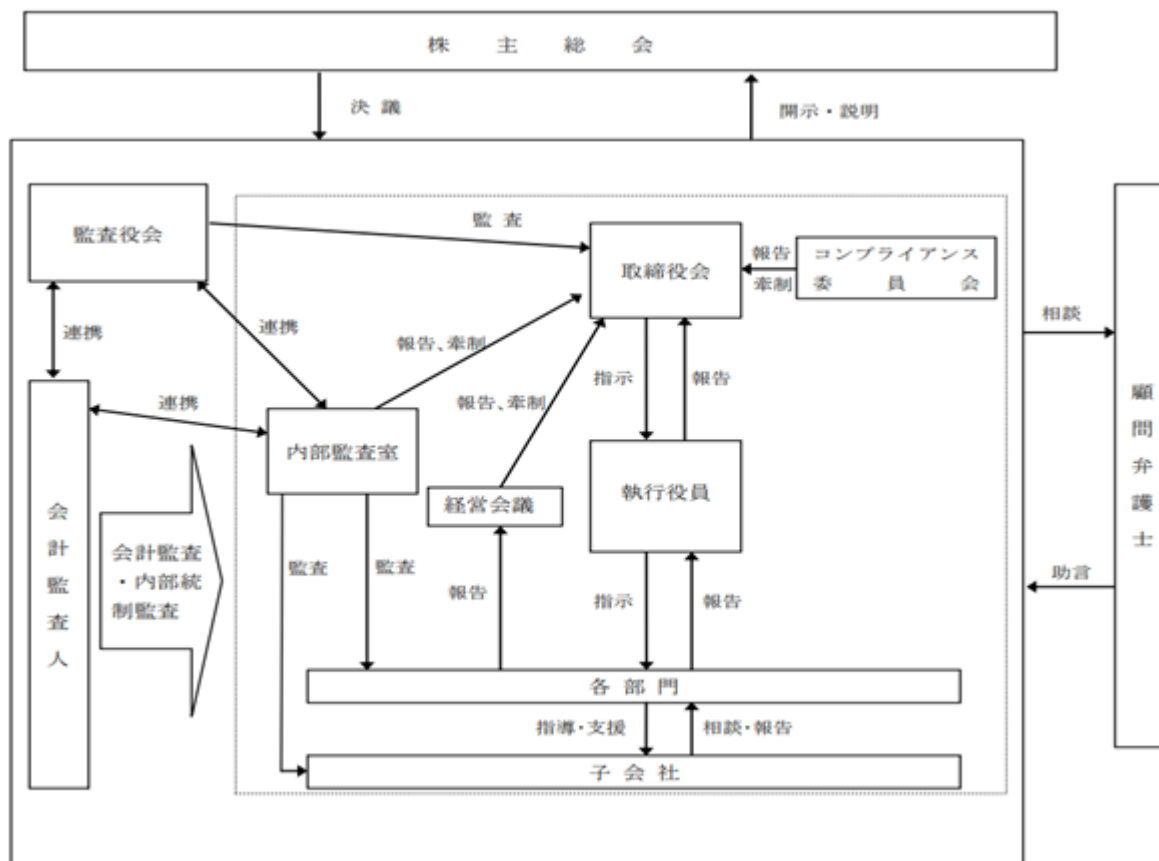 株主総会
決議
開示・説明
監査役会
監査
取締役会
報告
牽制
コンプライアンス
委員会
連携
連携
報告、牽制
指示
報告
相談
連携
報告、牽制
内部監査室
経営会議
執行役員
顧問弁護士
会計監査人
会計監査
・内部統
制監査
監査
監査
報告
指示
報告
助言
各部門
指導・支援
相談・報告
子会社